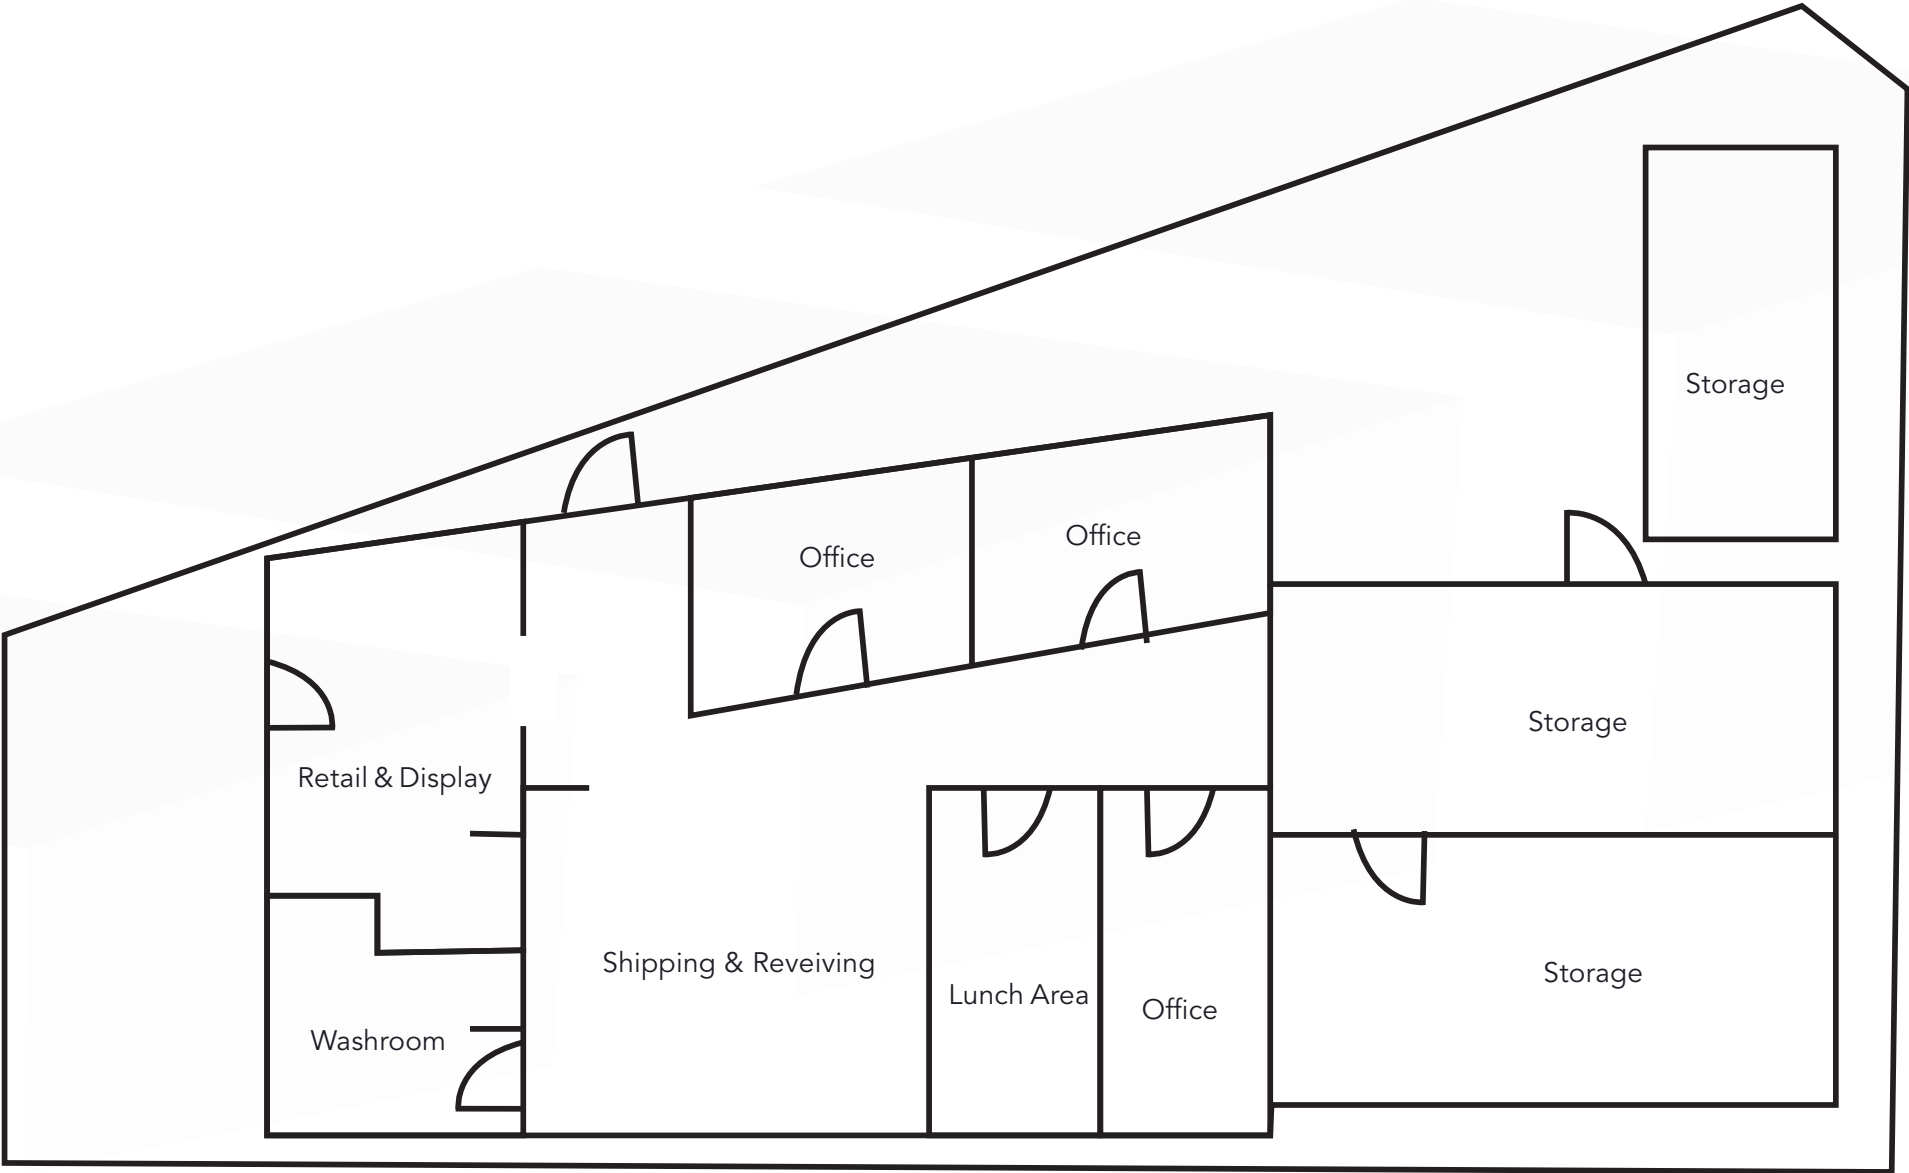 Storage
Office
Office
Storage
Retail & Display
Shipping & Reveiving
Storage
Lunch Area
Office
Washroom